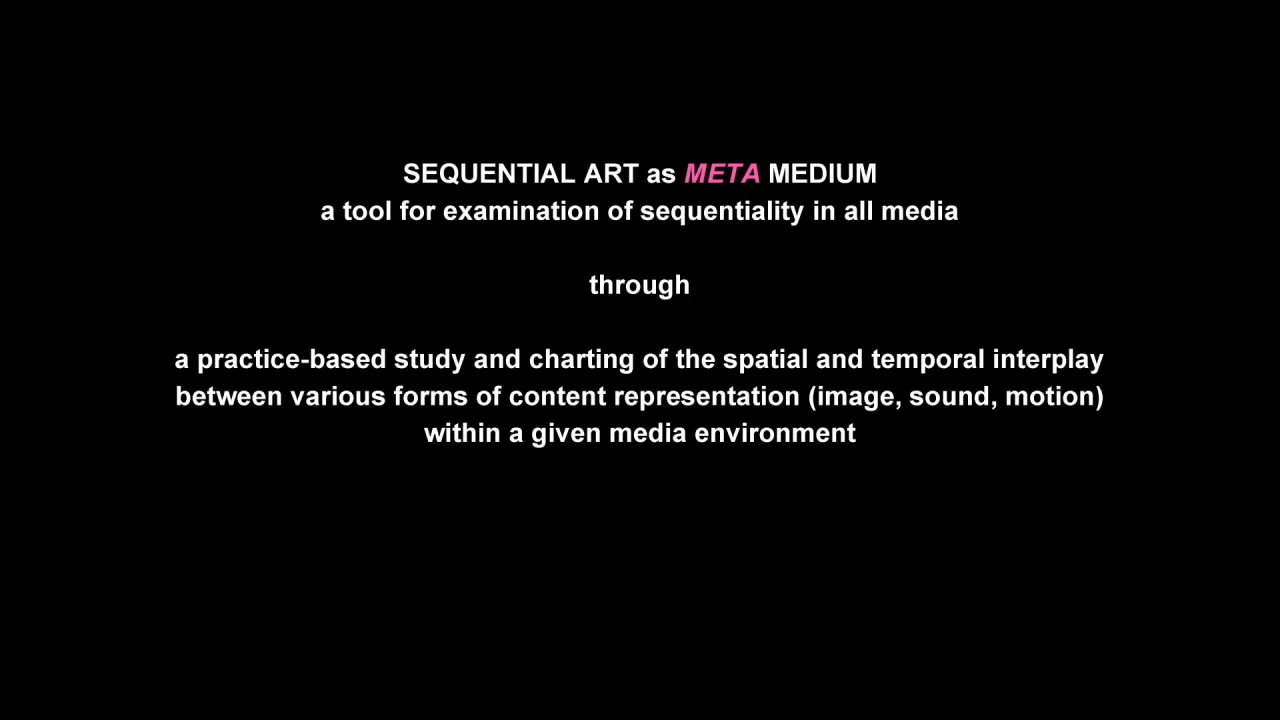 SEQUENTIAL ART as META MEDIUM
a tool for examination of sequentiality in all media
through
a practice-based study and charting of the spatial and temporal interplay
between various forms of content representation (image, sound, motion)
within a given media environment